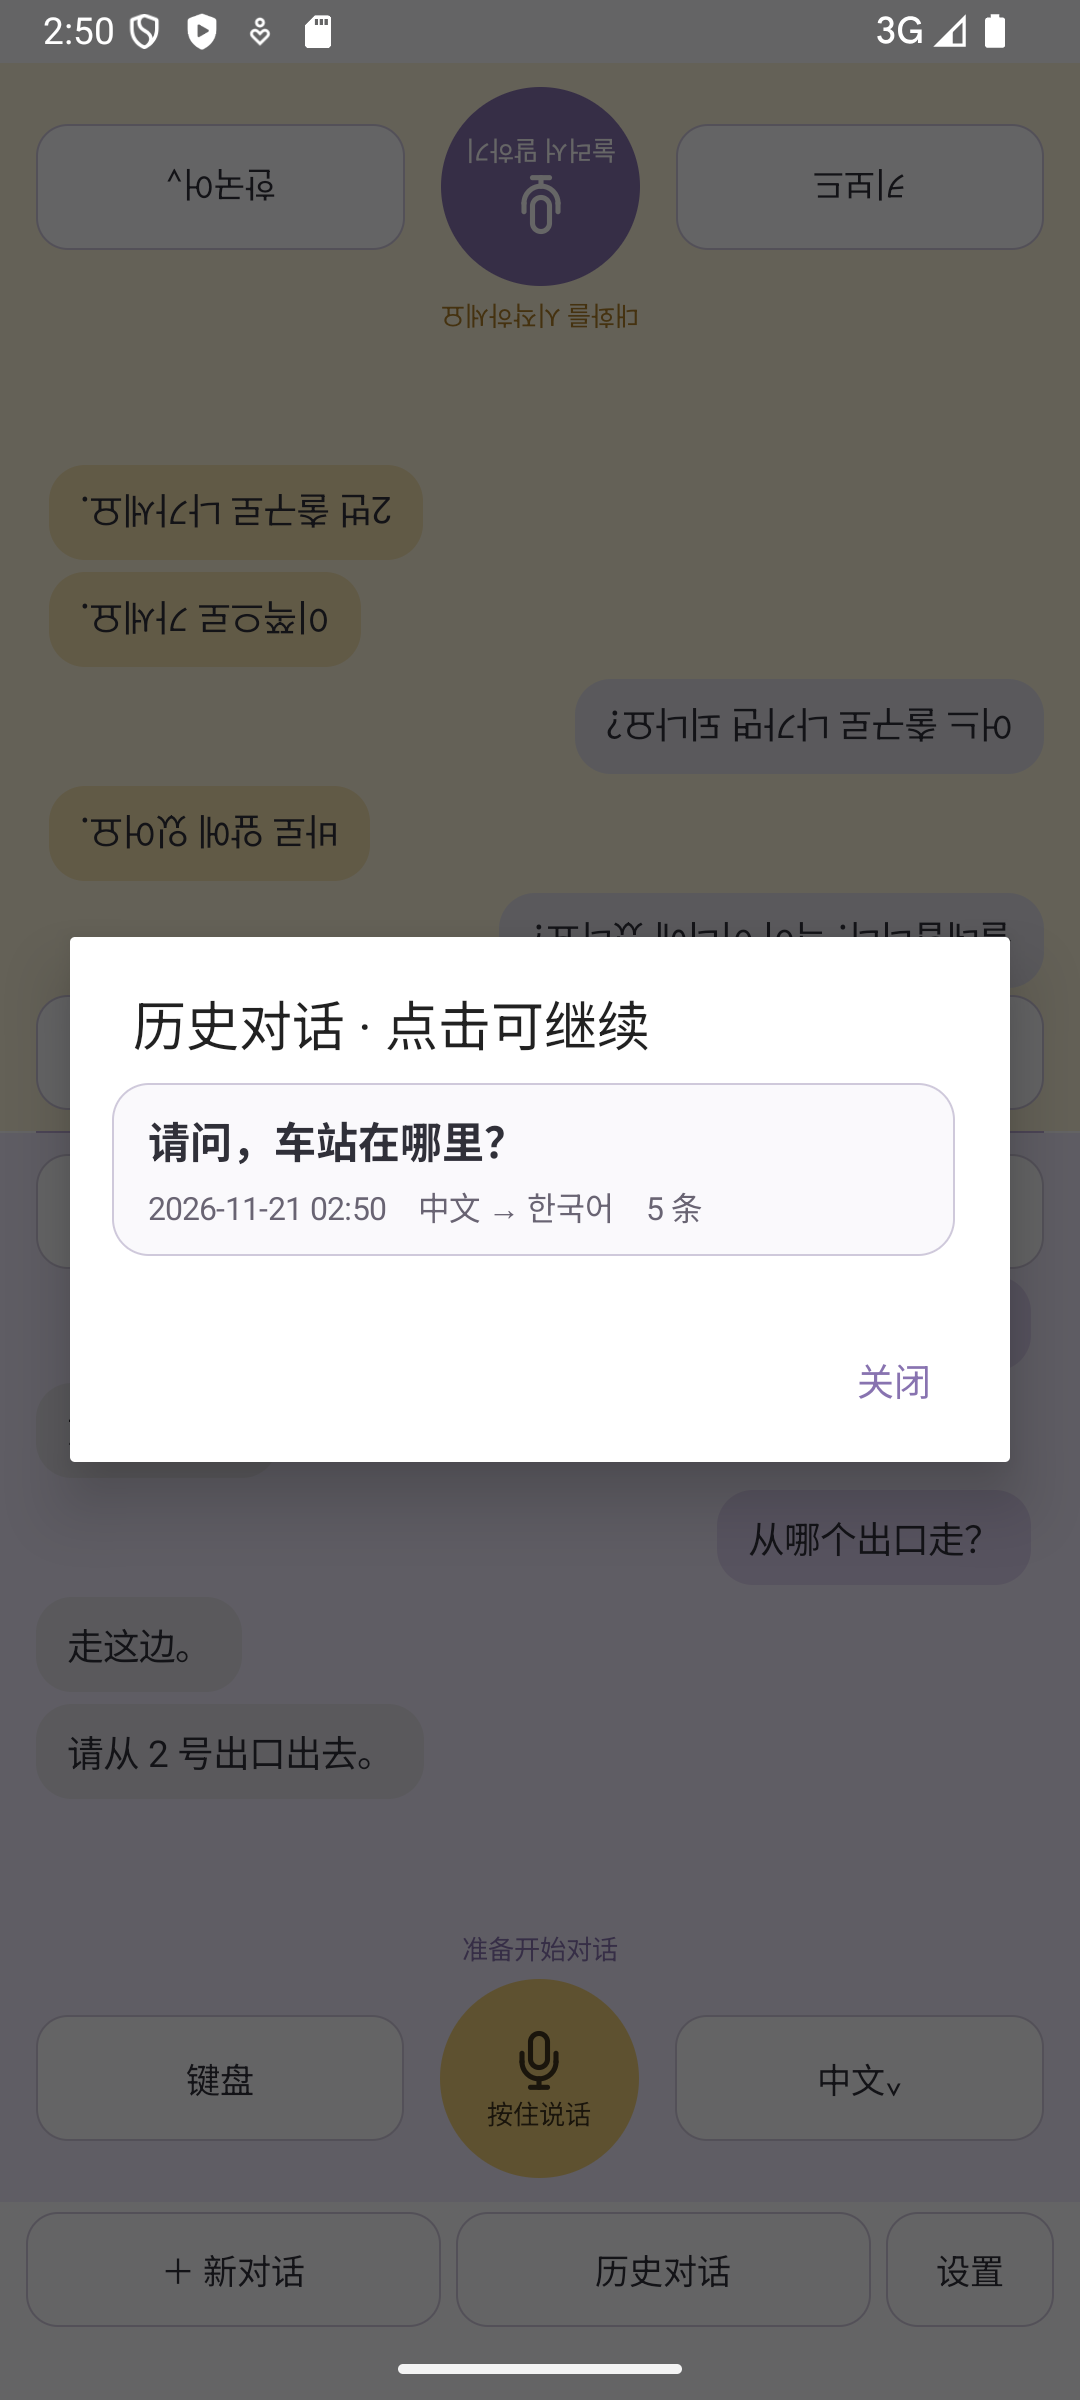 2:50
3G
한국어^
눌러서 말하기
키보드
대화를 시작하세요
2번 출구로 나가세요.
이쪽으로 가세요.
어느 출구로 나가면 되나요?
바로 앞에 있어요.
历史对话 · 点击可继续
请问，车站在哪里？
2026-11-21 02:50 中文 → 한국어 5 条
关闭
从哪个出口走？
走这边。
请从 2 号出口出去。
准备开始对话
键盘
按住说话
中文˅
＋ 新对话
历史对话
设置